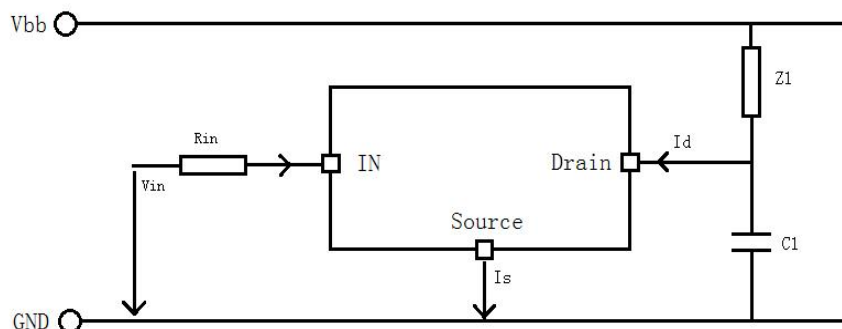 Vbb
Z1
Rin
Id
IN
Drain
Vin
Source
C1
Is
GND